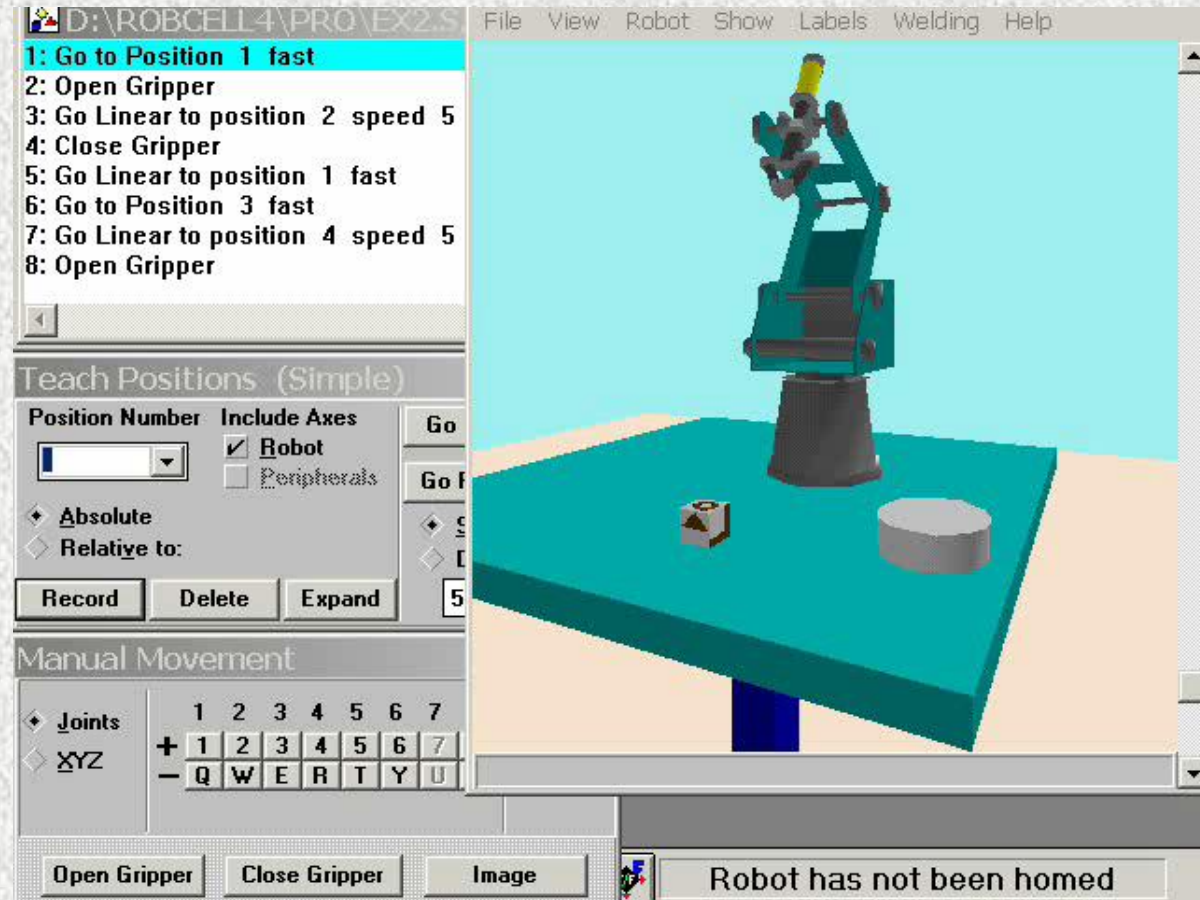 D:\ROBCELL4\PRO\EX2.S
File View Robot Show Labels Welding Help
1: Go to Position 1 fast
2: Open Gripper
3: Go Linear to position 2 speed 5
4: Close Gripper
5: Go Linear to position 1 fast
6: Go to Position 3 fast
7: Go Linear to position 4 speed 5
8: Open Gripper
Teach Positions (Simple)
Position Number Include Axes
Go
Robot
Peripherals
Go
Absolute
Relative to:
Record Delete Expand 5
Manual Movement
Joints
XYZ
1 2 3 4 5 6 7
+ 1 2 3 4 5 6 7
- Q W E R T Y U
Open Gripper Close Gripper Image
Robot has not been homed